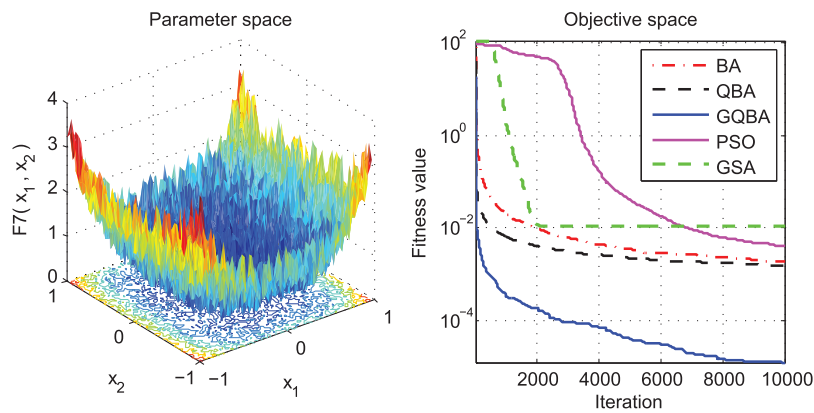 Parameter space
F7( x1 , x2 )
4
3
2
1
0
1
0
−1
x2
−1
0
1
x1
Objective space
Fitness value
10^2
10^0
10^−2
10^−4
BA
QBA
GQBA
PSO
GSA
2000 4000 6000 8000 10000
Iteration